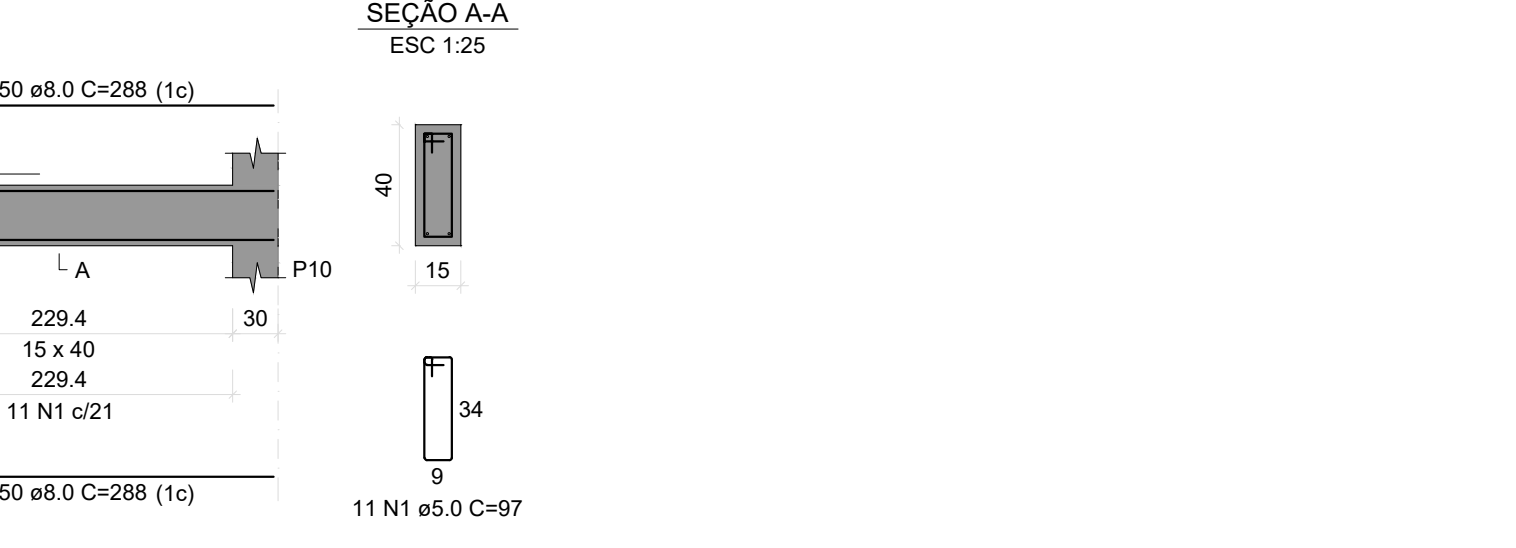 SEÇÃO A-A
ESC 1:25
50 ø8.0 C=288 (1c)
40
A
P10
15
229.4
30
15 x 40
229.4
11 N1 c/21
34
9
50 ø8.0 C=288 (1c)
11 N1 ø5.0 C=97